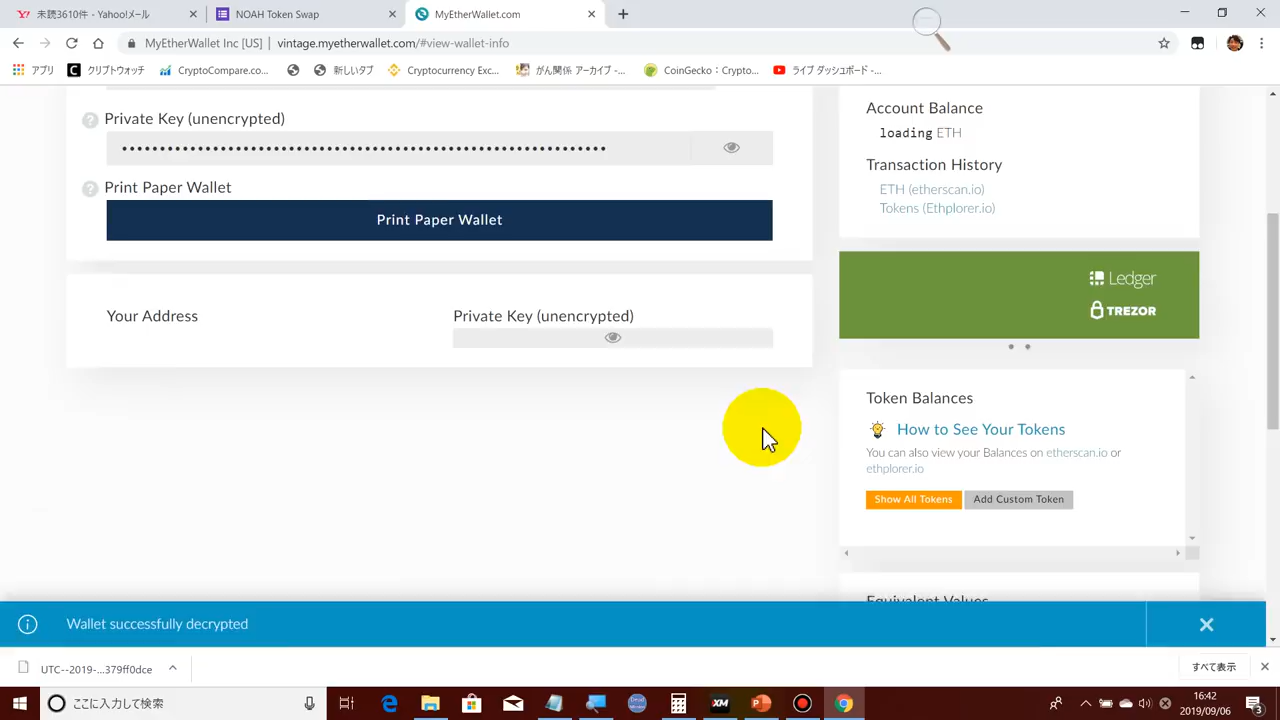 未読3610件 - Yahoo!メール
NOAH Token Swap
MyEtherWallet.com
MyEtherWallet Inc [US] | vintage.myetherwallet.com/#view-wallet-info
アプリ
クリプトウォッチ
CryptoCompare.co...
新しいタブ
Cryptocurrency Exc...
がん関係 アーカイブ -...
CoinGecko：Crypto...
ライブ ダッシュボード -...
Private Key (unencrypted)
Print Paper Wallet
Print Paper Wallet
Your Address
Private Key (unencrypted)
Account Balance
loading ETH
Transaction History
ETH (etherscan.io)
Tokens (Ethplorer.io)
Ledger
TREZOR
Token Balances
How to See Your Tokens
You can also view your Balances on etherscan.io or
ethplorer.io
Show All Tokens
Add Custom Token
Equivalent Values
Wallet successfully decrypted
UTC--2019-...379ff0dce
すべて表示
ここに入力して検索
XM
16:42
2019/09/06
3